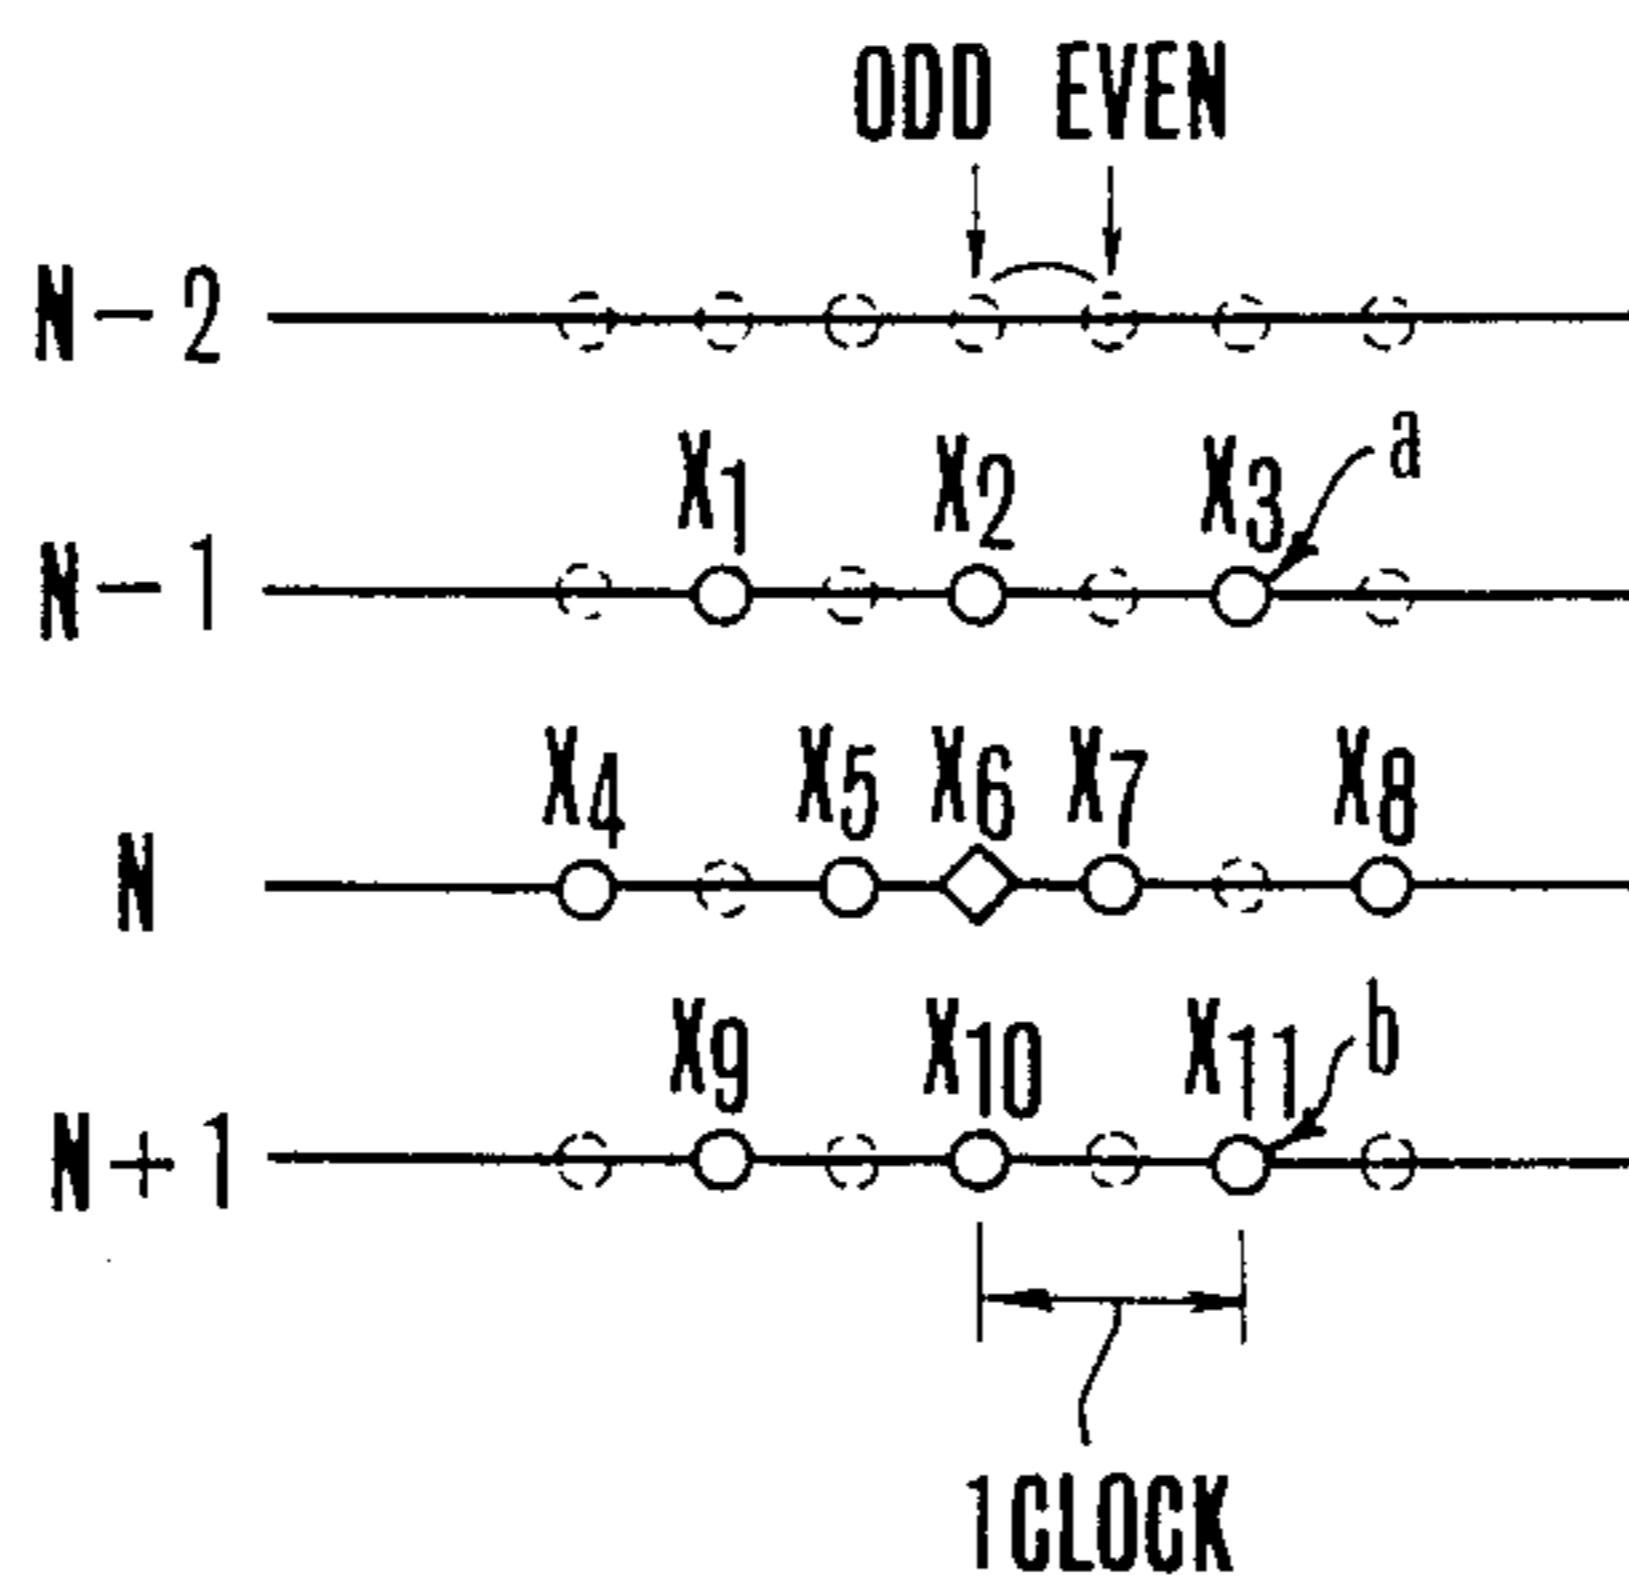 ODD EVEN
N-2
X1 X2 X3 a
N-1
X4 X5 X6 X7 X8
N
X9 X10 X11 b
N+1
1CLOCK